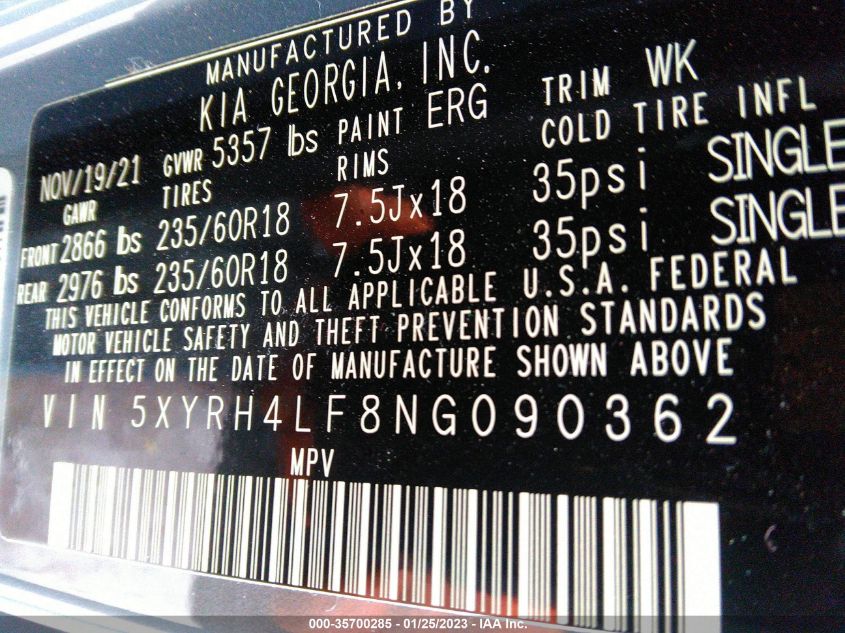 MANUFACTURED BY
KIA GEORGIA, INC.
NOV/19/21 GVWR 5357 lbs PAINT ERG TRIM WK
GAWR TIRES RIMS COLD TIRE INFL
FRONT 2866 lbs 235/60R18 7.5Jx18 35psi SINGLE
REAR 2976 lbs 235/60R18 7.5Jx18 35psi SINGLE
THIS VEHICLE CONFORMS TO ALL APPLICABLE U.S.A. FEDERAL
MOTOR VEHICLE SAFETY AND THEFT PREVENTION STANDARDS
IN EFFECT ON THE DATE OF MANUFACTURE SHOWN ABOVE
VIN 5XYRH4LF8NG090362
MPV
000-35700285 - 01/25/2023 - IAA Inc.